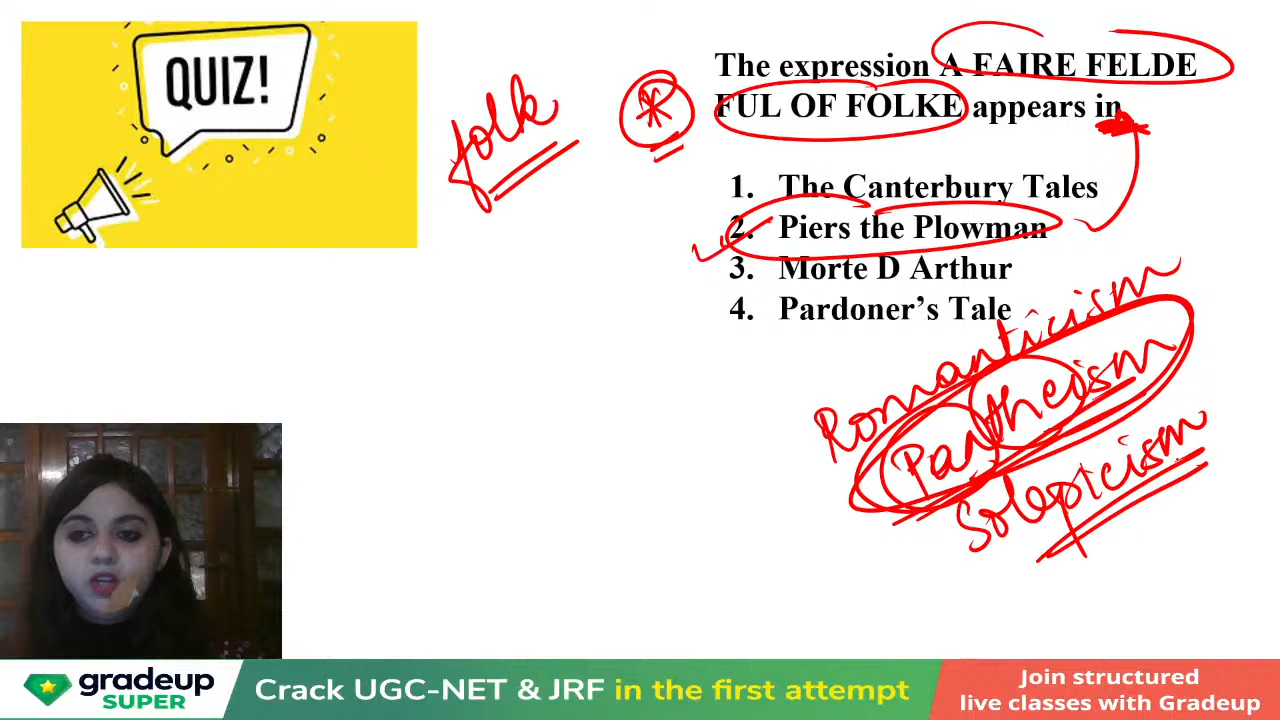 QUIZ!
folk
The expression A FAIRE FELDE
FUL OF FOLKE appears in
1. The Canterbury Tales
2. Piers the Plowman
3. Morte D Arthur
4. Pardoner's Tale
Romanticism
Pantheism
Solepticism
gradeup
SUPER
Crack UGC-NET & JRF in the first attempt
Join structured
live classes with Gradeup